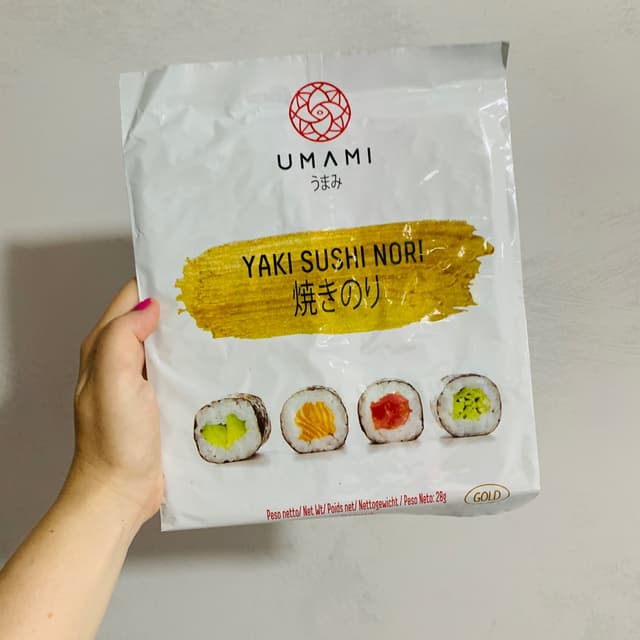 UMAMI
うまみ
YAKI SUSHI NORI
焼きのり
Peso netto/ Net Wt/ Poids net/ Nettogewicht / Peso Neto: 28g
GOLD